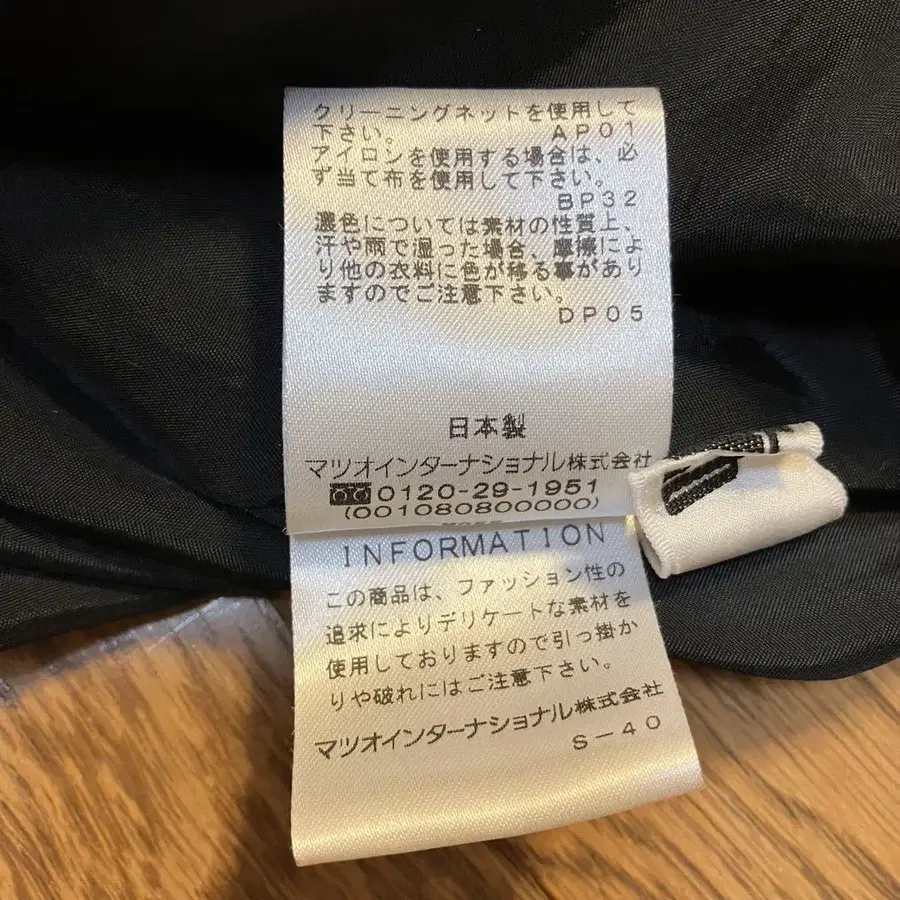 クリーニングネットを使用して
下さい。 AP01
アイロンを使用する場合は、必
ず当て布を使用して下さい。
BP32
濃色については素材の性質上、
汗や雨で湿った場合、摩擦によ
り他の衣料に色が移る事があり
ますのでご注意下さい。
DP05
日本製
マツオインターナショナル株式会社
0120-29-1951
(001080800000)
INFORMATION
この商品は、ファッション性の
追求によりデリケートな素材を
使用しておりますので引っ掛か
りや破れにはご注意下さい。
マツオインターナショナル株式会社
S-40